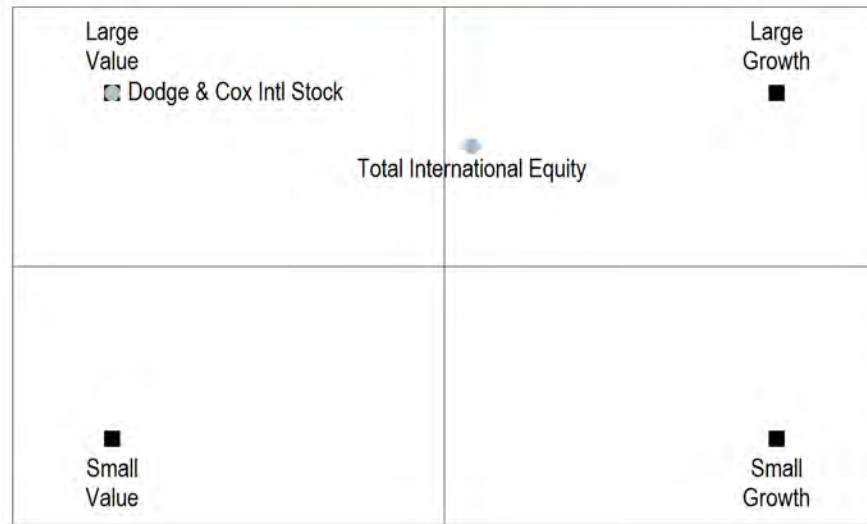 Large
Value
Large
Growth
Dodge & Cox Intl Stock
Total International Equity
Small
Value
Small
Growth